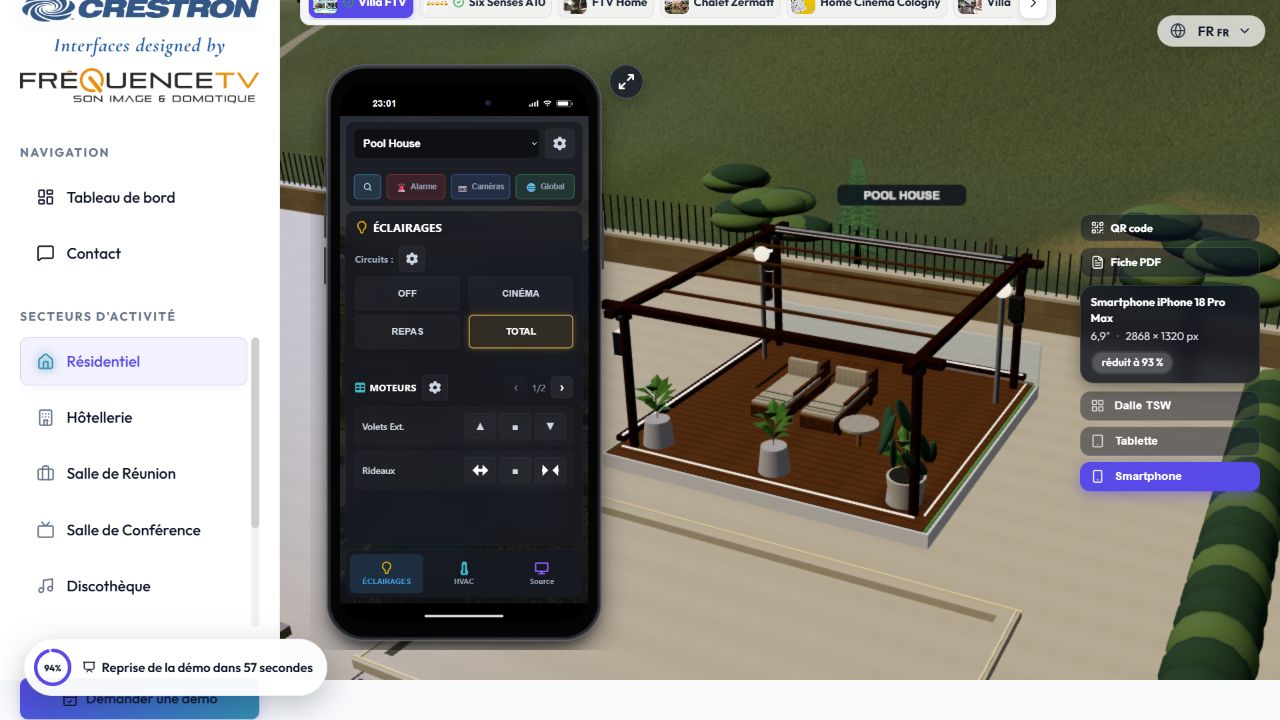 CRESTRON
Interfaces designed by
FRÉQUENCETV
SON IMAGE & DOMOTIQUE
NAVIGATION
Tableau de bord
Contact
SECTEURS D'ACTIVITÉ
Résidentiel
Hôtellerie
Salle de Réunion
Salle de Conférence
Discothèque
94%
Reprise de la démo dans 57 secondes
Demander une démo
Villa FTV
Six Senses A10
FTV Home
Chalet Zermatt
Home Cinéma Cologny
Villa
FR FR
23:01
Pool House
Alarme
Caméras
Global
ÉCLAIRAGES
Circuits :
OFF
CINÉMA
REPAS
TOTAL
MOTEURS
1/2
Volets Ext.
Rideaux
ÉCLAIRAGES
HVAC
Source
POOL HOUSE
QR code
Fiche PDF
Smartphone iPhone 18 Pro
Max
6,9" · 2868 × 1320 px
réduit à 93 %
Dalle TSW
Tablette
Smartphone